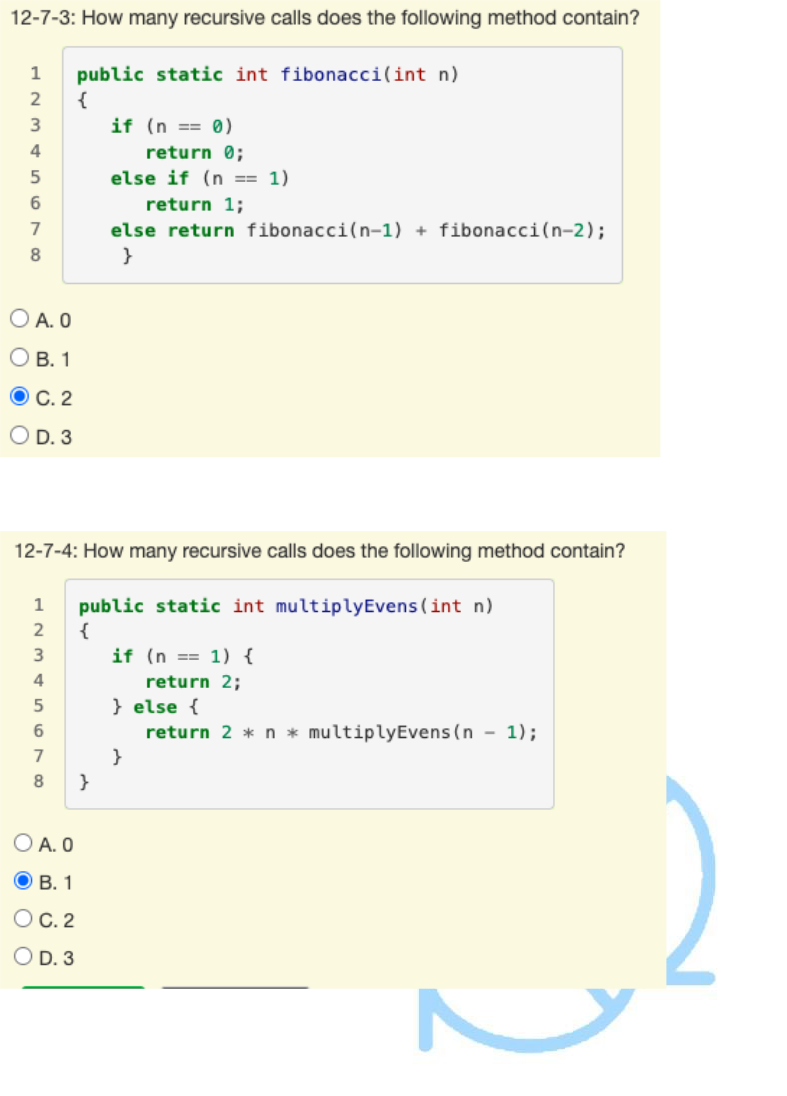 12-7-3: How many recursive calls does the following method contain?
1 public static int fibonacci(int n)
2 {
3 if (n == 0)
4 return 0;
5 else if (n == 1)
6 return 1;
7 else return fibonacci(n-1) + fibonacci(n-2);
8 }
A. 0
B. 1
C. 2
D. 3
12-7-4: How many recursive calls does the following method contain?
1 public static int multiplyEvens(int n)
2 {
3 if (n == 1) {
4 return 2;
5 } else {
6 return 2 * n * multiplyEvens(n - 1);
7 }
8 }
A. 0
B. 1
C. 2
D. 3